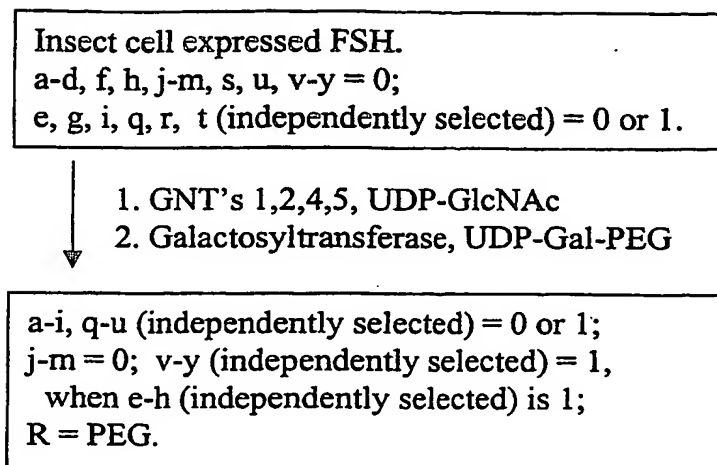 Insect cell expressed FSH.
a-d, f, h, j-m, s, u, v-y = 0;
e, g, i, q, r, t (independently selected) = 0 or 1.
1. GNT's 1,2,4,5, UDP-GlcNAc
2. Galactosyltransferase, UDP-Gal-PEG
a-i, q-u (independently selected) = 0 or 1;
j-m = 0; v-y (independently selected) = 1,
when e-h (independently selected) is 1;
R = PEG.